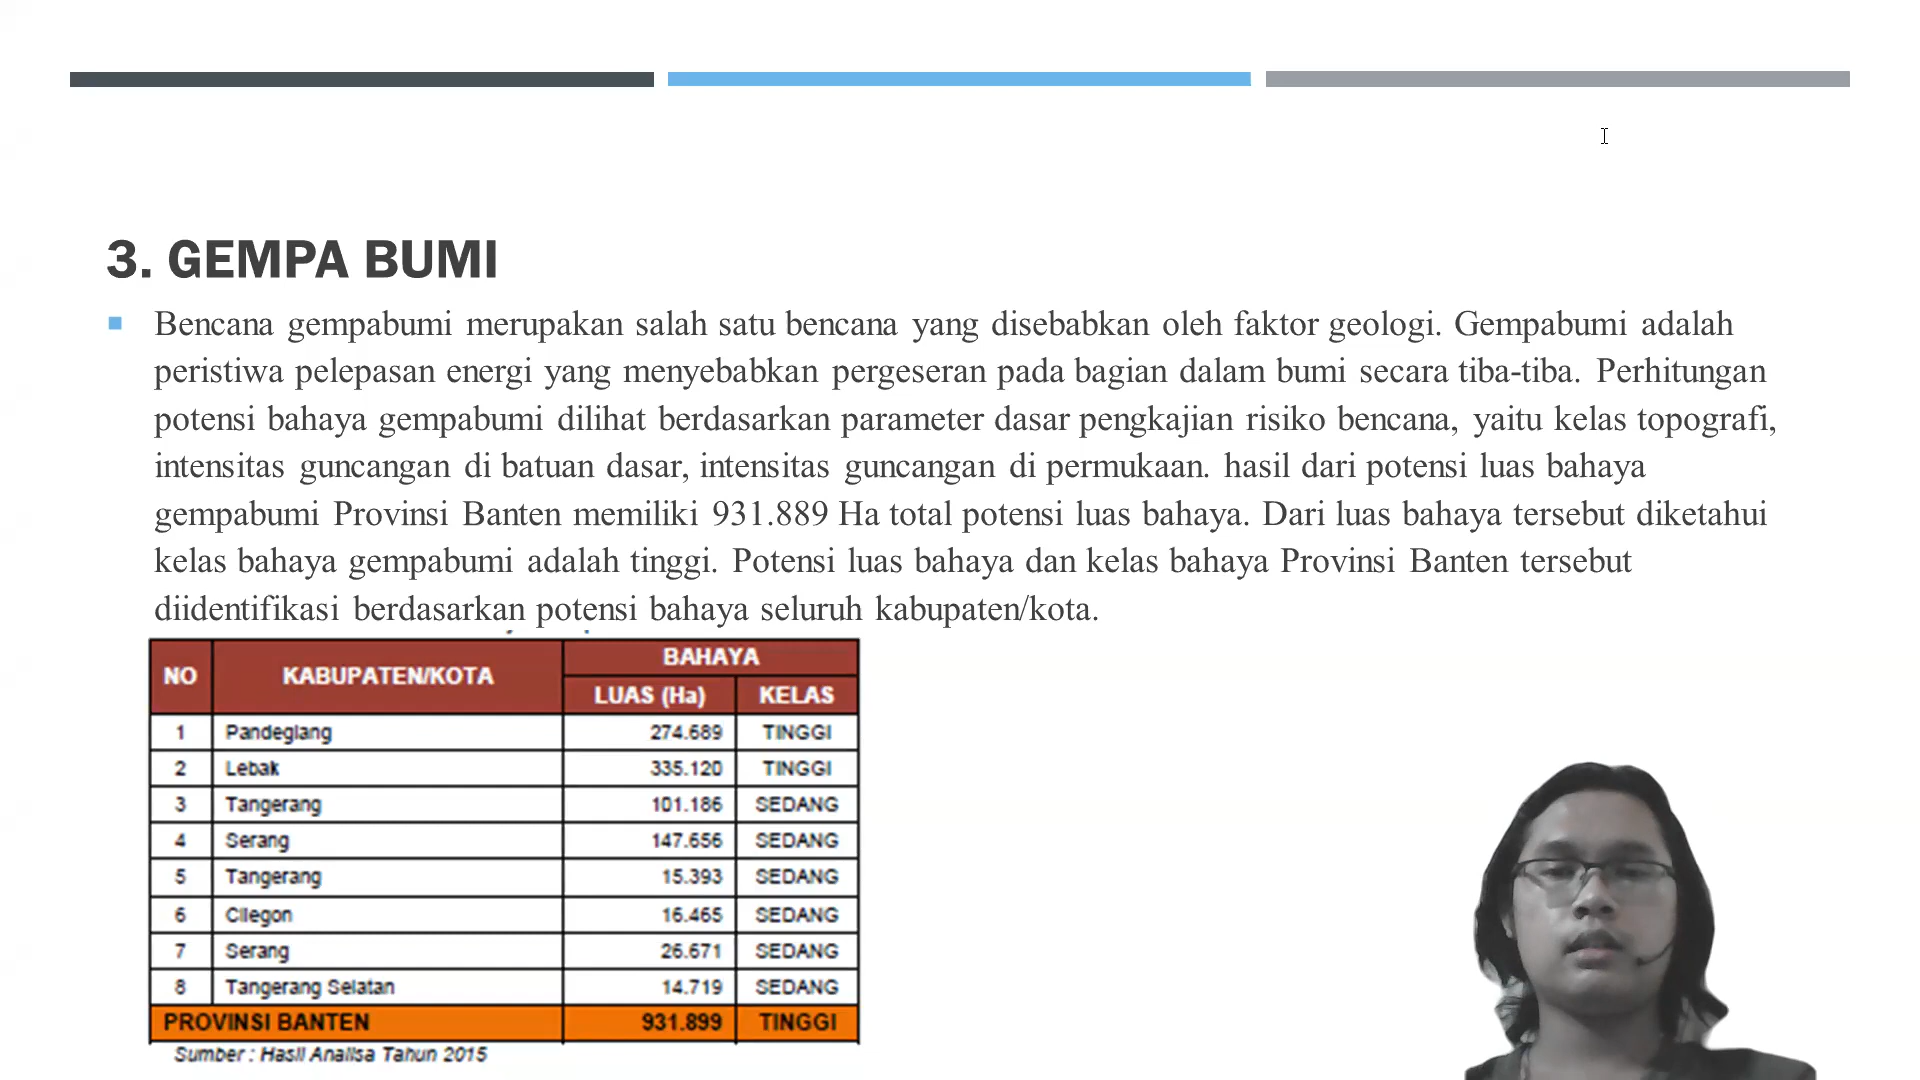 3. GEMPA BUMI
Bencana gempabumi merupakan salah satu bencana yang disebabkan oleh faktor geologi. Gempabumi adalah
peristiwa pelepasan energi yang menyebabkan pergeseran pada bagian dalam bumi secara tiba-tiba. Perhitungan
potensi bahaya gempabumi dilihat berdasarkan parameter dasar pengkajian risiko bencana, yaitu kelas topografi,
intensitas guncangan di batuan dasar, intensitas guncangan di permukaan. hasil dari potensi luas bahaya
gempabumi Provinsi Banten memiliki 931.889 Ha total potensi luas bahaya. Dari luas bahaya tersebut diketahui
kelas bahaya gempabumi adalah tinggi. Potensi luas bahaya dan kelas bahaya Provinsi Banten tersebut
diidentifikasi berdasarkan potensi bahaya seluruh kabupaten/kota.
NO KABUPATEN/KOTA BAHAYA
LUAS (Ha) KELAS
1 Pandeglang 274.689 TINGGI
2 Lebak 335.120 TINGGI
3 Tangerang 101.186 SEDANG
4 Serang 147.656 SEDANG
5 Tangerang 15.393 SEDANG
6 Cilegon 16.465 SEDANG
7 Serang 26.671 SEDANG
8 Tangerang Selatan 14.719 SEDANG
PROVINSI BANTEN 931.899 TINGGI
Sumber : Hasil Analisa Tahun 2015